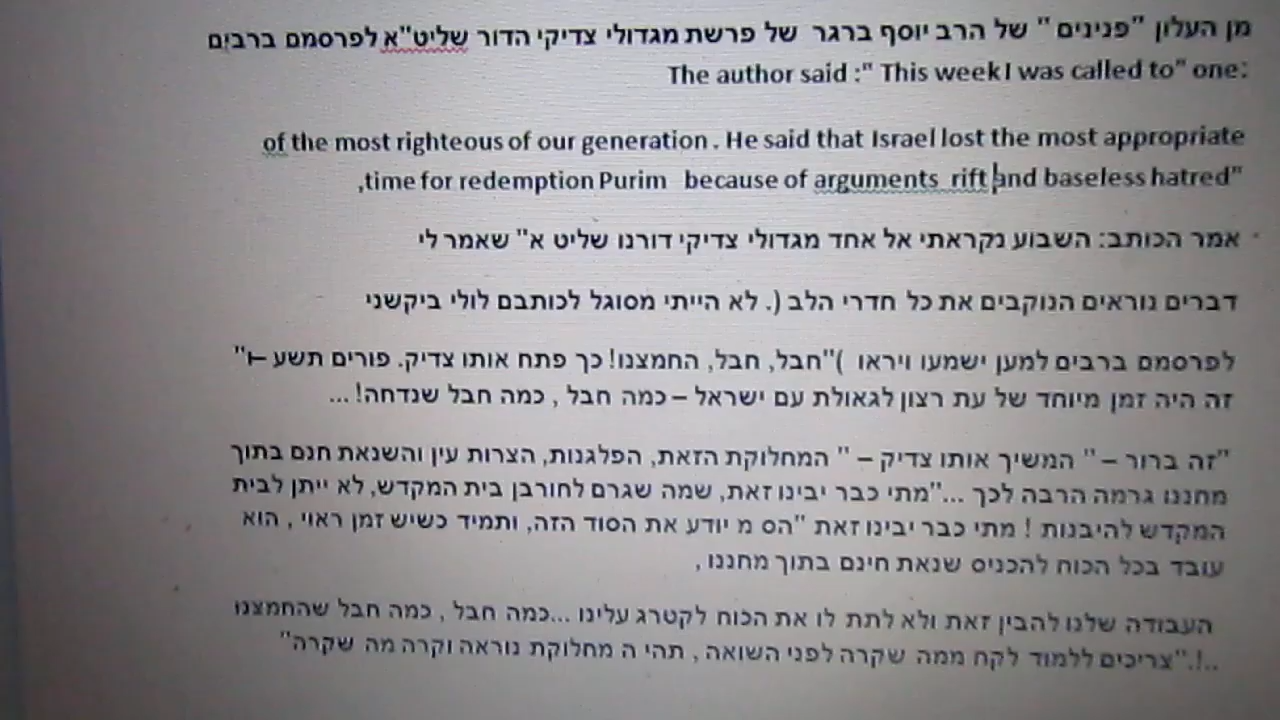 מן העלון "פנינים" של הרב יוסף ברגר של פרשת מגדולי צדיקי הדור שליט"א לפרסמם ברבים
The author said :" This week I was called to" one:
of the most righteous of our generation . He said that Israel lost the most appropriate
,time for redemption Purim because of arguments rift and baseless hatred"
אמר הכותב: השבוע נקראתי אל אחד מגדולי צדיקי דורנו שליט א" שאמר לי
דברים נוראים הנוקבים את כל חדרי הלב (. לא הייתי מסוגל לכותבם לולי ביקשני
לפרסמם ברבים למען ישמעו ויראו )"חבל, חבל, החמצנו! כך פתח אותו צדיק. פורים תשע
זה היה זמן מיוחד של עת רצון לגאולת עם ישראל – כמה חבל , כמה חבל שנדחה! ...
"זה ברור – " המשיך אותו צדיק – " המחלוקת הזאת, הפלגנות, הצרות עין והשנאת חנם בתוך
מחננו גרמה הרבה לכך ..."מתי כבר יבינו זאת, שמה שגרם לחורבן בית המקדש, לא ייתן לבית
המקדש להיבנות ! מתי כבר יבינו זאת "הס מ יודע את הסוד הזה, ותמיד כשיש זמן ראוי , הוא
עובד בכל הכוח להכניס שנאת חינם בתוך מחננו ,
העבודה שלנו להבין זאת ולא לתת לו את הכוח לקטרג עלינו ...כמה חבל , כמה חבל שהחמצנו
..!."צריכים ללמוד לקח ממה שקרה לפני השואה , תהי ה מחלוקת נוראה וקרה מה שקרה"